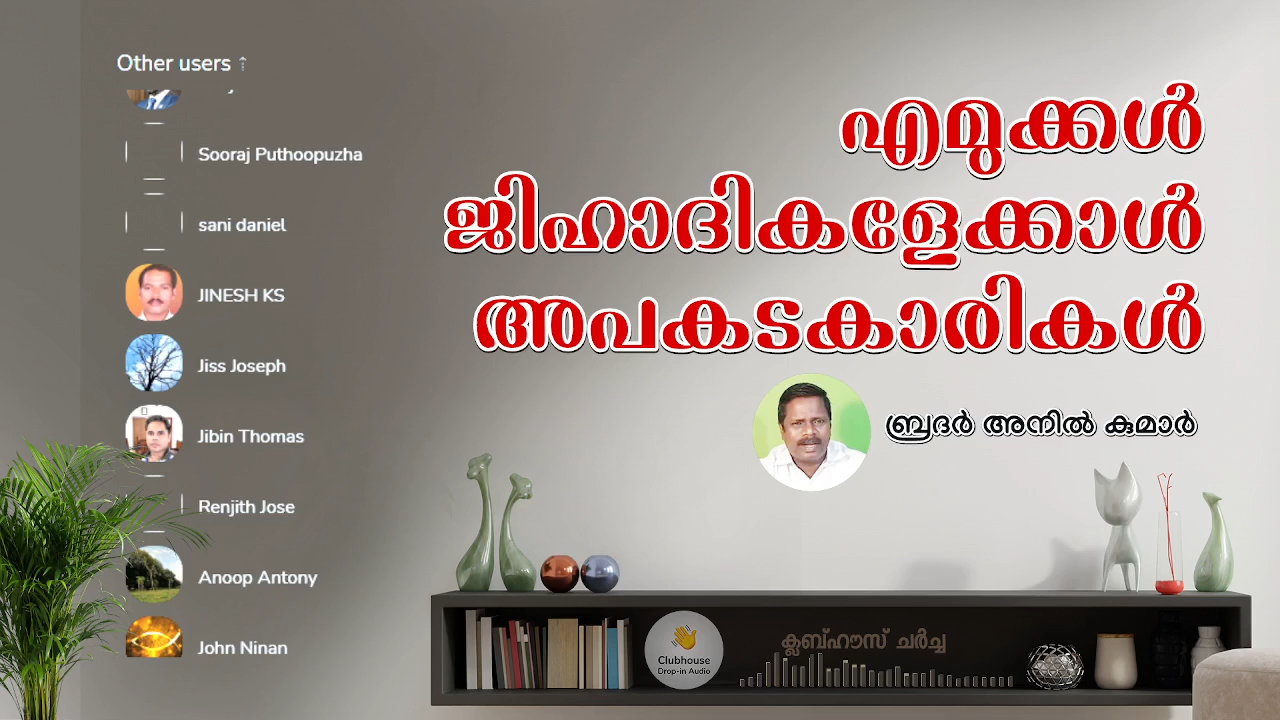 Other users ↑
Sooraj Puthoopuzha
sani daniel
JINESH KS
Jiss Joseph
Jibin Thomas
Renjith Jose
Anoop Antony
John Ninan
എമുക്കൾ
ജിഹാദികളേക്കാൾ
അപകടകാരികൾ
ബ്രദർ അനിൽ കുമാർ
ക്ലബ്ഹൗസ് ചർച്ച
Clubhouse
Drop-in Audio